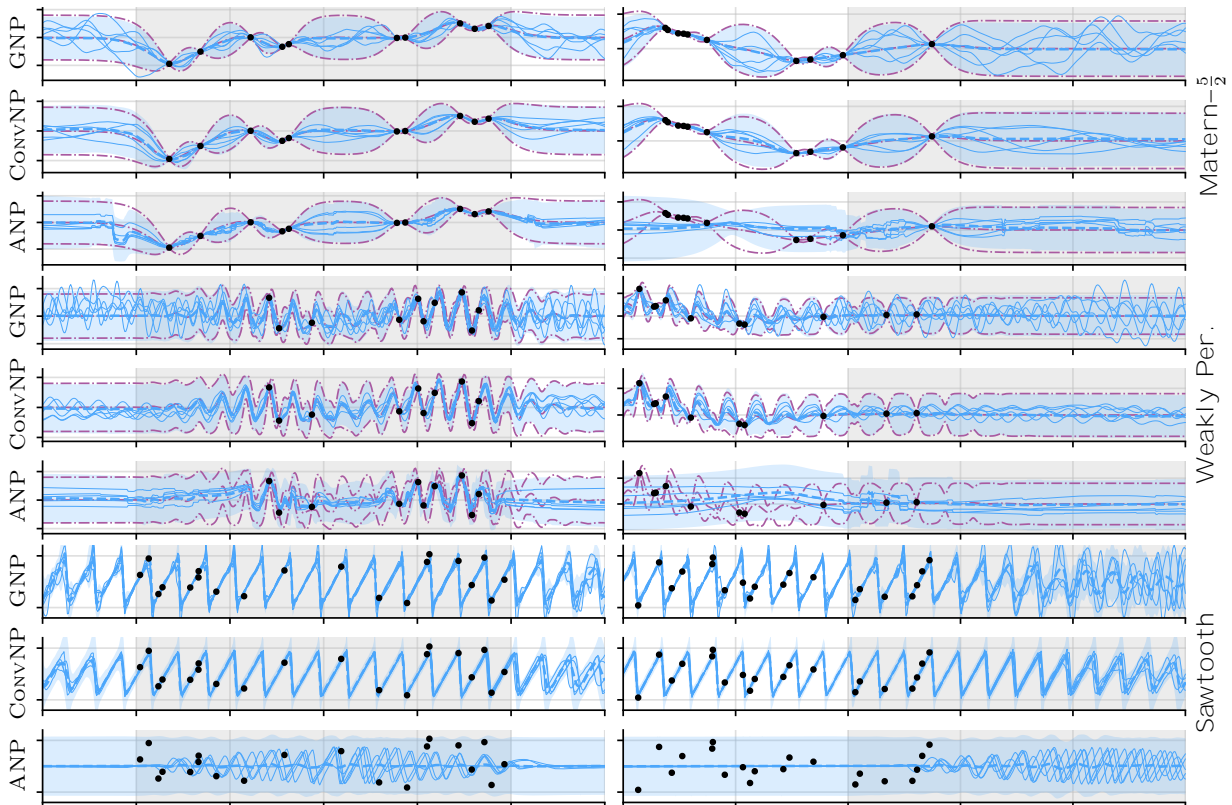 GNP
ConvNP
ANP
Matern–5/2
GNP
ConvNP
ANP
Weakly Per.
GNP
ConvNP
ANP
Sawtooth